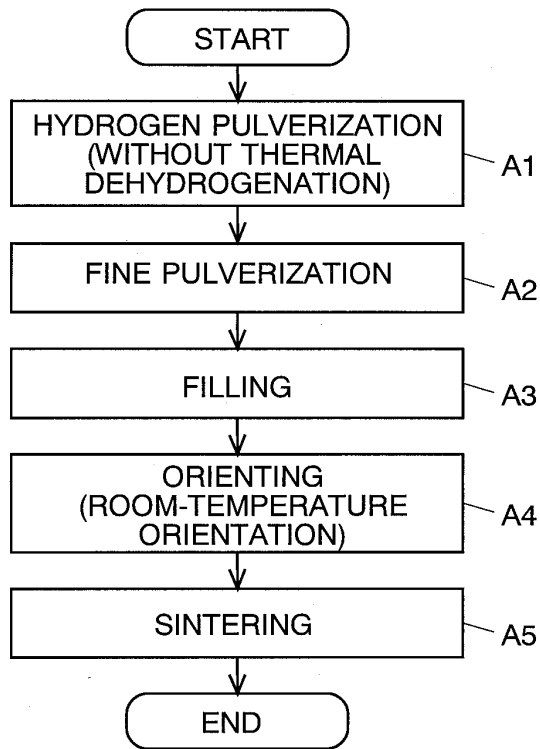 START
HYDROGEN PULVERIZATION
(WITHOUT THERMAL
DEHYDROGENATION)
A1
FINE PULVERIZATION
A2
FILLING
A3
ORIENTING
(ROOM-TEMPERATURE
ORIENTATION)
A4
SINTERING
A5
END